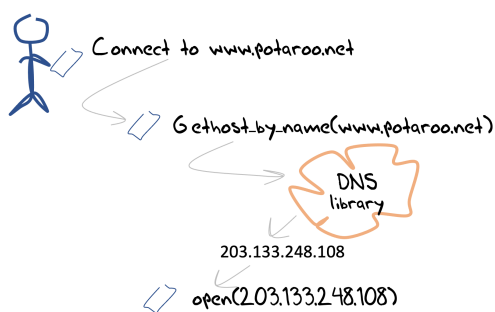 Connect to www.potaroo.net
Gethost_by_name(www.potaroo.net)
DNS
library
203.133.248.108
open(203.133.248.108)